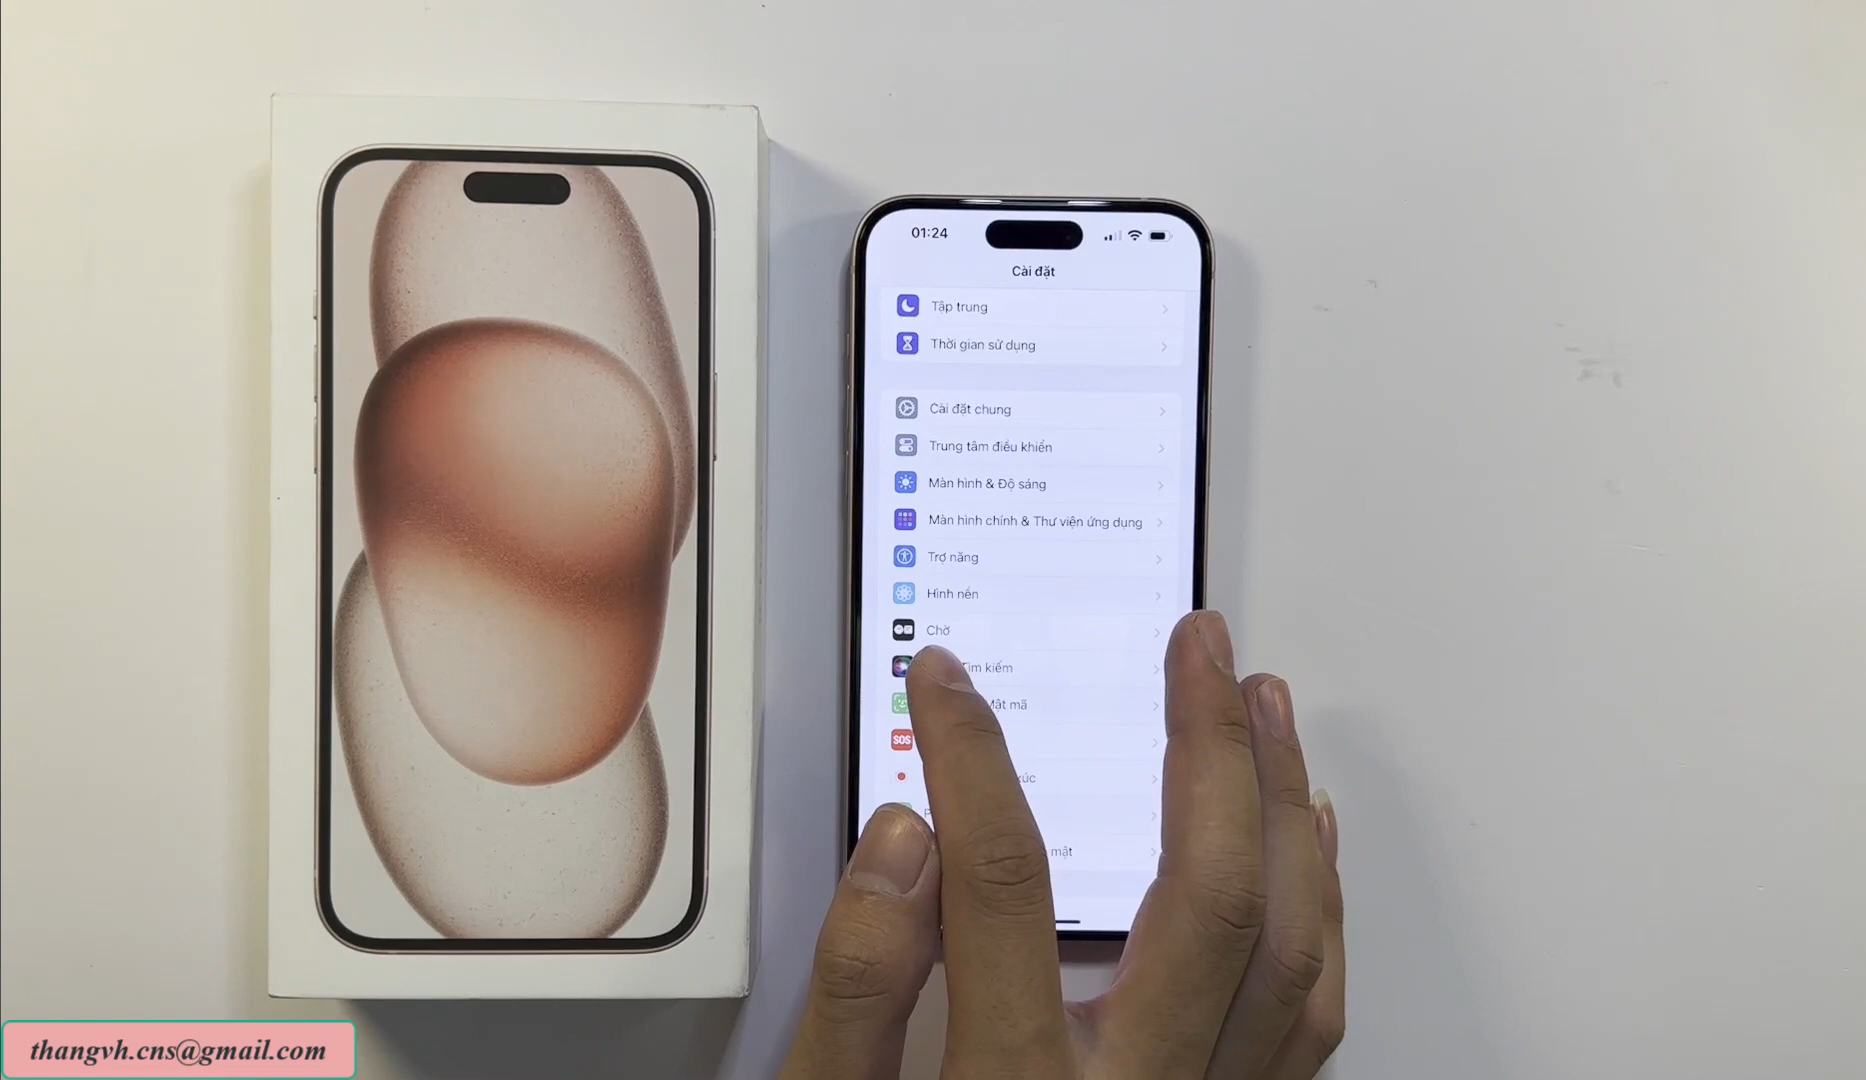 01:24
Cài đặt
Tập trung
Thời gian sử dụng
Cài đặt chung
Trung tâm điều khiển
Màn hình & Độ sáng
Màn hình chính & Thư viện ứng dụng
Trợ năng
Hình nền
Chờ
Tìm kiếm
Mật mã
SOS
xúc
mật
thangvh.cns@gmail.com